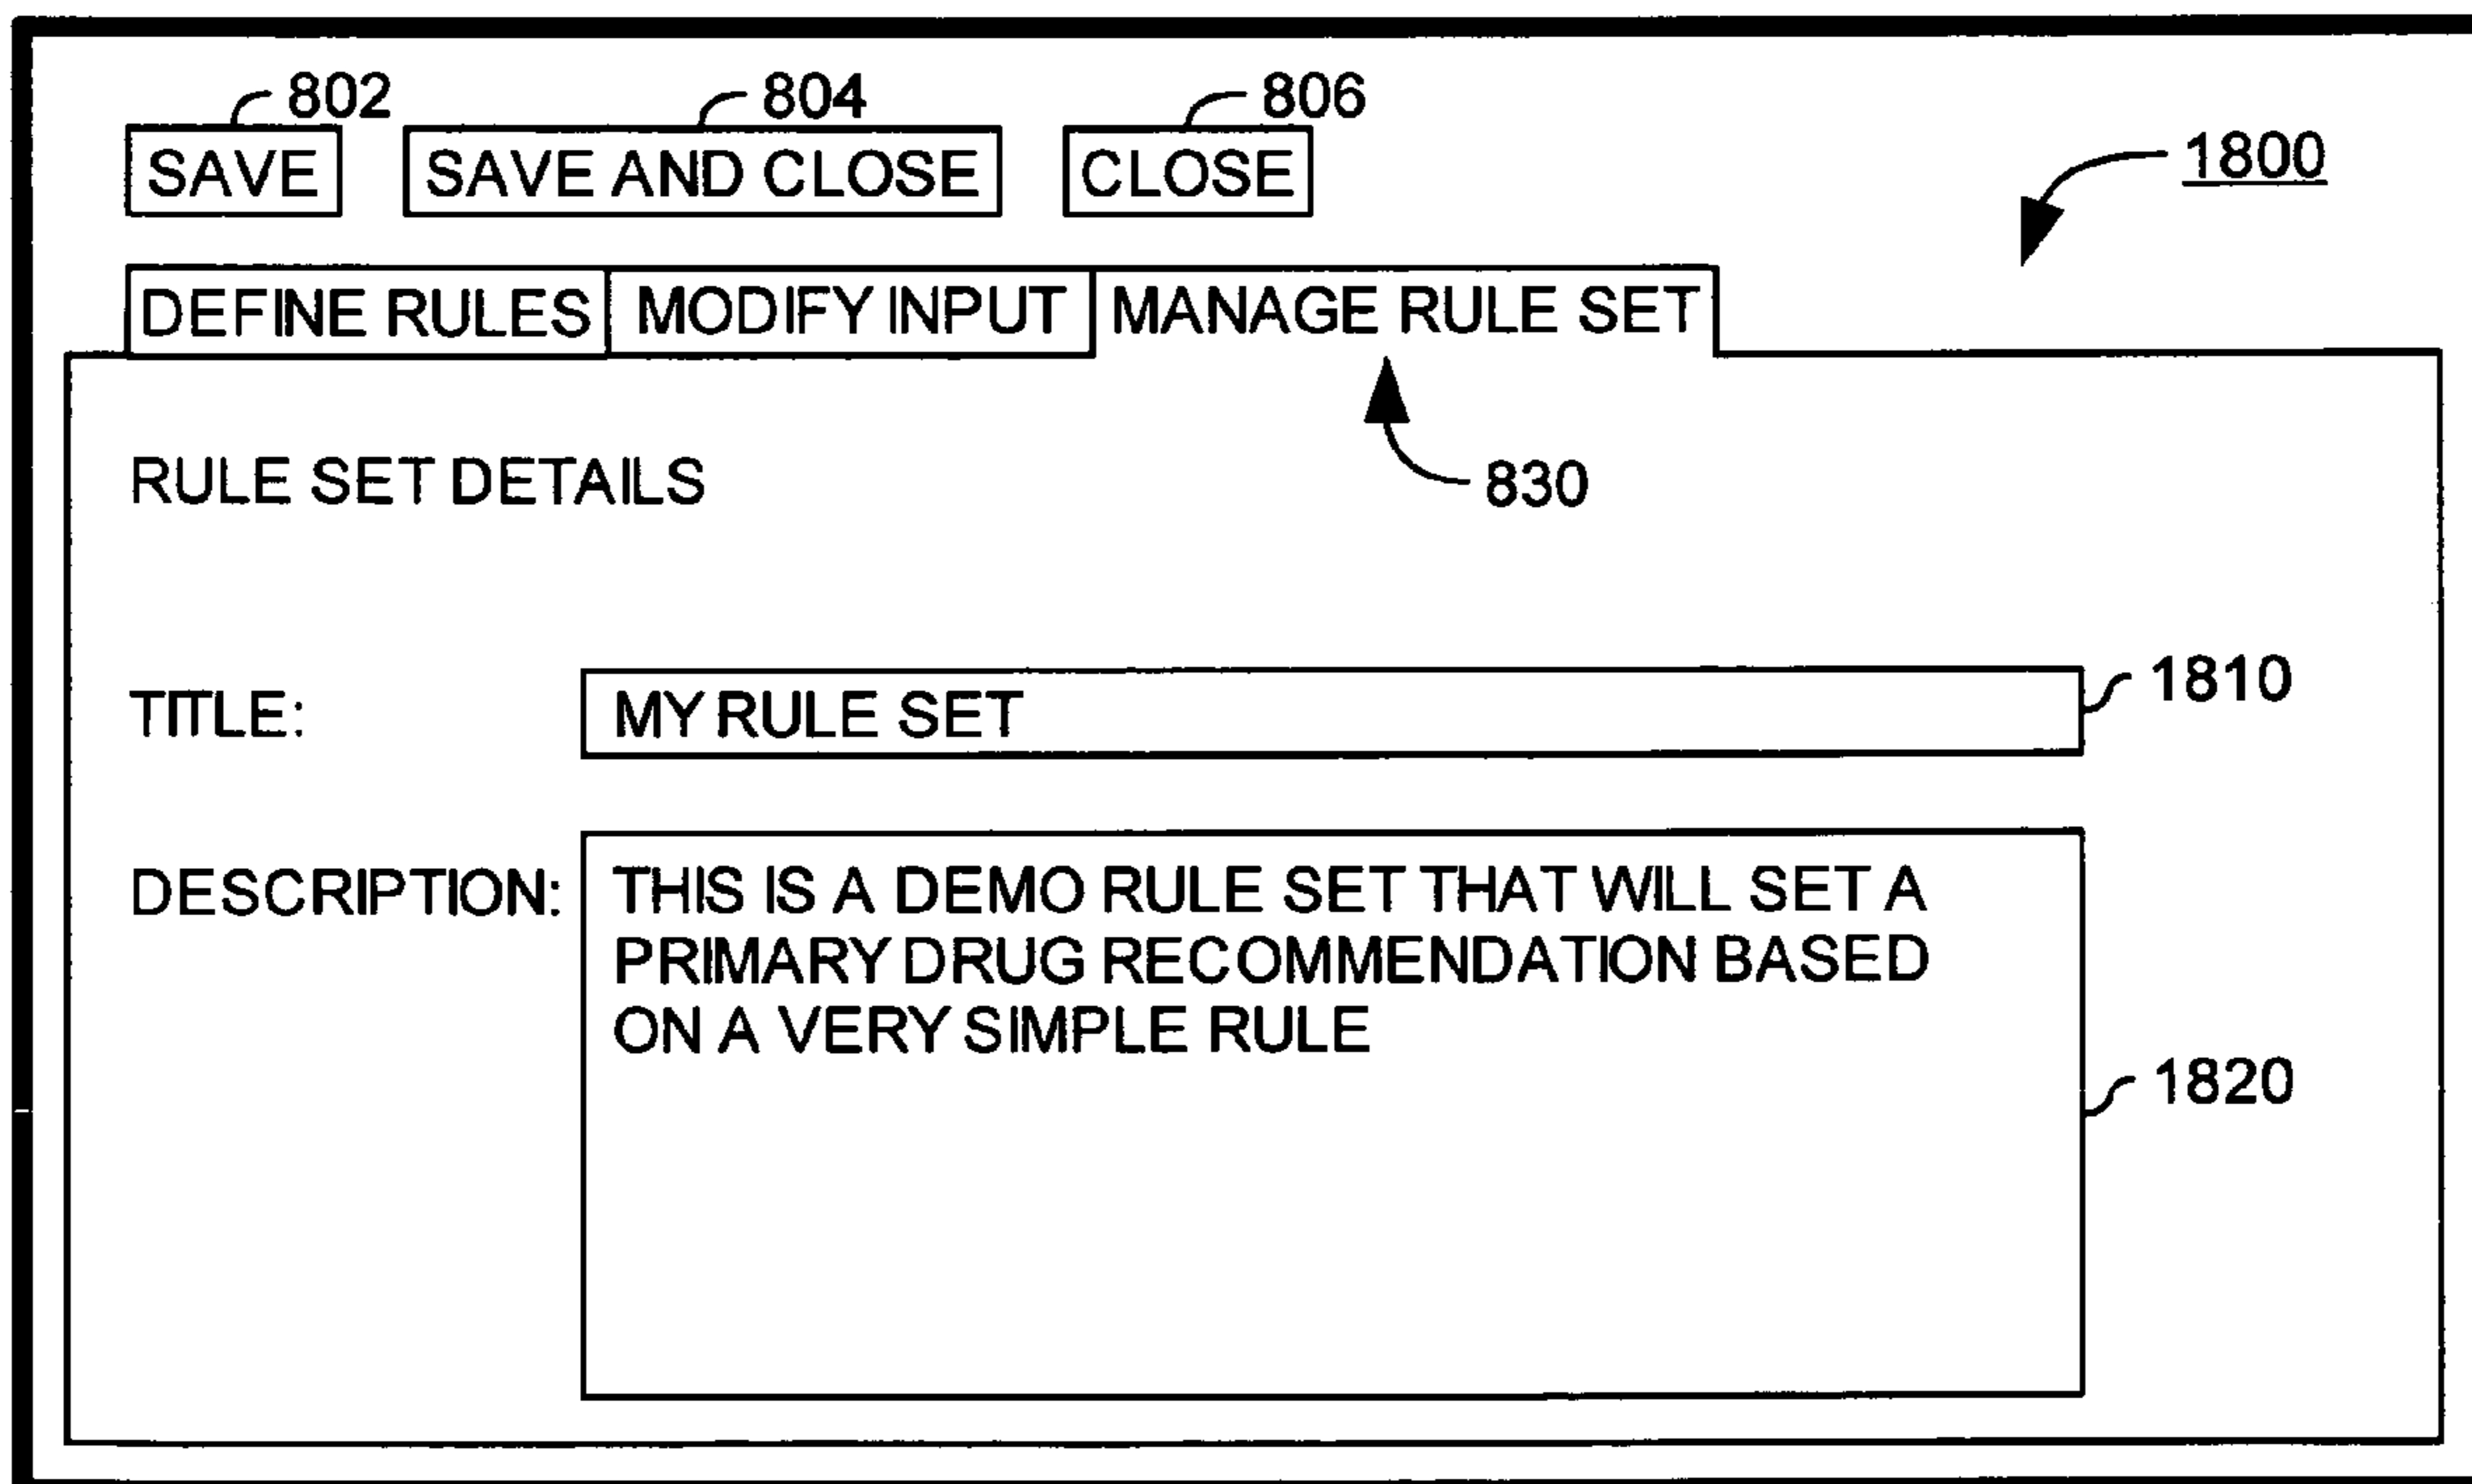 802 804 806
SAVE SAVE AND CLOSE CLOSE 1800
DEFINE RULES MODIFY INPUT MANAGE RULE SET
RULE SET DETAILS 830
TITLE: MY RULE SET 1810
DESCRIPTION: THIS IS A DEMO RULE SET THAT WILL SET A
PRIMARY DRUG RECOMMENDATION BASED
ON A VERY SIMPLE RULE
1820